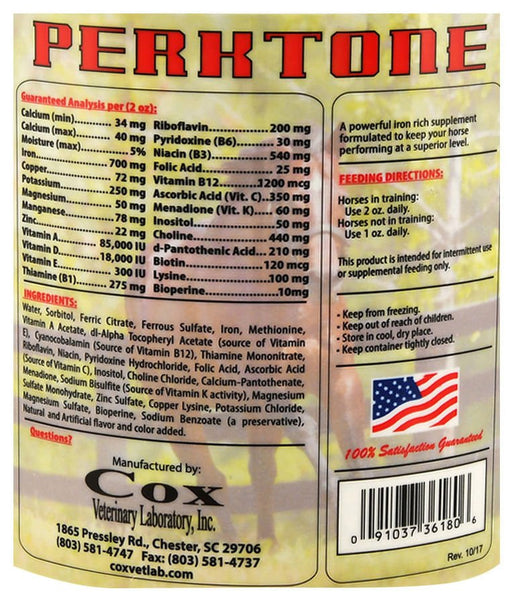 PERKTONE
Guaranteed Analysis per (2 oz):
Calcium (min)............ 34 mg
Calcium (max)........... 40 mg
Moisture (max)............. 5%
Iron........................... 700 mg
Copper........................ 72 mg
Potassium................. 250 mg
Magnesium................. 50 mg
Manganese................. 78 mg
Zinc............................. 22 mg
Vitamin A.............. 85,000 IU
Vitamin D.............. 18,000 IU
Vitamin E................... 300 IU
Thiamine (B1)........... 275 mg
Riboflavin................ 200 mg
Pyridoxine (B6)......... 30 mg
Niacin (B3)............... 540 mg
Folic Acid................... 25 mg
Vitamin B12.........1200 mcg
Ascorbic Acid (Vit. C)..350 mg
Menadione (Vit. K)..... 60 mg
Inositol....................... 50 mg
Choline..................... 440 mg
d-Pantothenic Acid... 210 mg
Biotin...................... 120 mcg
Lysine.......................100 mg
Bioperine....................10mg
INGREDIENTS:
Water, Sorbitol, Ferric Citrate, Ferrous Sulfate, Iron, Methionine,
Vitamin A Acetate, dl-Alpha Tocopheryl Acetate (source of Vitamin
E), Cyanocobalamin (Source of Vitamin B12), Thiamine Mononitrate,
Riboflavin, Niacin, Pyridoxine Hydrochloride, Folic Acid, Ascorbic Acid
(Source of Vitamin C), Inositol, Choline Chloride, Calcium-Pantothenate,
Menadione, Sodium Bisulfite (Source of Vitamin K activity), Magnesium
Sulfate Monohydrate, Zinc Sulfate, Copper Lysine, Potassium Chloride,
Magnesium Sulfate, Bioperine, Sodium Benzoate (a preservative),
Natural and Artificial flavor and color added.
Questions?
Manufactured by:
Cox
Veterinary Laboratory, Inc.
1865 Pressley Rd., Chester, SC 29706
(803) 581-4747 Fax: (803) 581-4737
coxvetlab.com
A powerful iron rich supplement
formulated to keep your horse
performing at a superior level.
FEEDING DIRECTIONS:
Horses in training:
Use 2 oz. daily.
Horses not in training:
Use 1 oz. daily.
This product is intended for intermittent use
or supplemental feeding only.
• Keep from freezing.
• Keep out of reach of children.
• Store in cool, dry place.
• Keep container tightly closed.
100% Satisfaction Guaranteed
0 91037 36180 6
Rev. 10/17